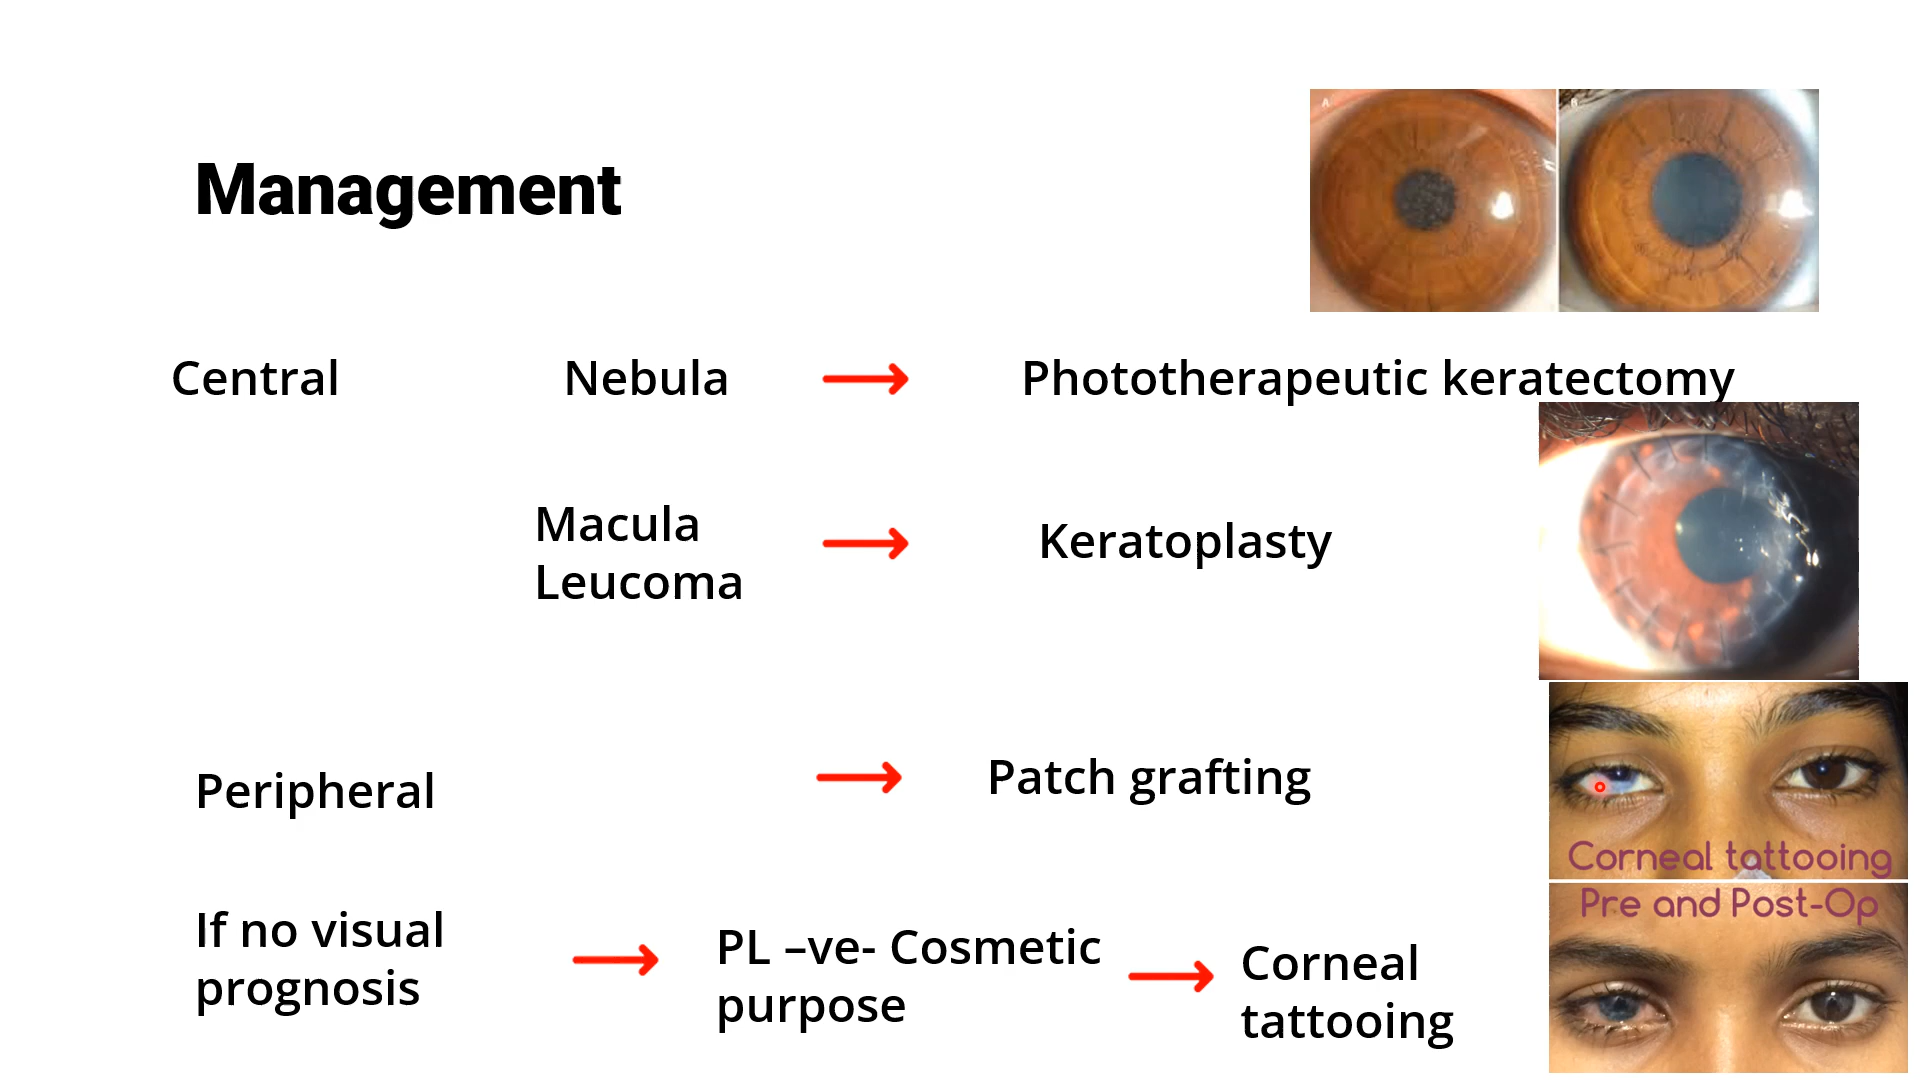 A
B
Management
Central
Nebula
Phototherapeutic keratectomy
Macula
Leucoma
Keratoplasty
Peripheral
Patch grafting
Corneal tattooing
Pre and Post-Op
If no visual
prognosis
PL –ve- Cosmetic
purpose
Corneal
tattooing